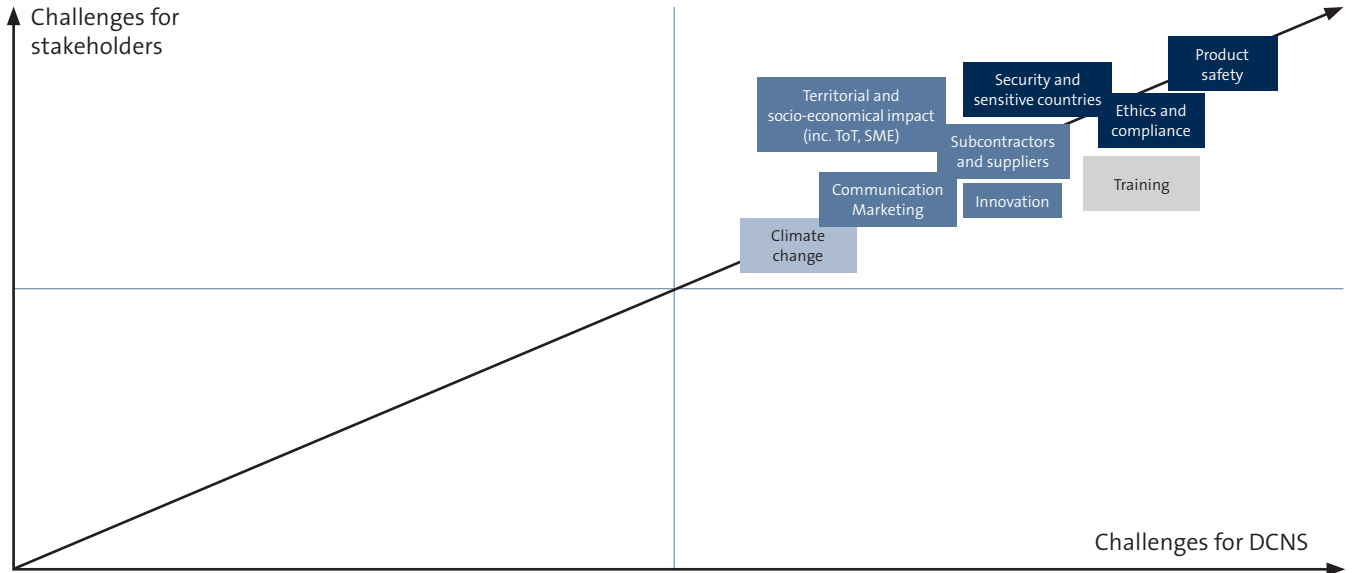 Challenges for
stakeholders
Product
safety
Security and
sensitive countries
Territorial and
socio-economical impact
(inc. ToT, SME)
Ethics and
compliance
Subcontractors
and suppliers
Training
Communication
Marketing
Innovation
Climate
change
Challenges for DCNS